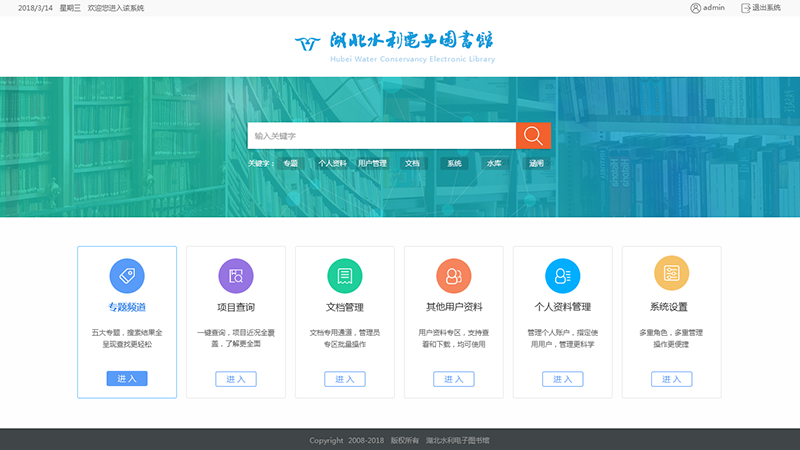 2018/3/14 星期三 欢迎您进入该系统 admin 退出系统
湖北水利电子图書館
Hubei Water Conservancy Electronic Library
输入关键字
关键字： 专题 个人资料 用户管理 文档 系统 水库 涵闸
专题频道 项目查询 文档管理 其他用户资料 个人资料管理 系统设置
五大专题，搜索结果全 一键查询，项目近况全覆 文档专用通道，管理员 用户资料专区，支持查 管理个人账户，指定使 多重角色，多重管理
呈现查找更轻松 盖，了解更全面 专区批量操作 看和下载，均可使用 用用户，管理更科学 操作更便捷
进 入 进 入 进 入 进 入 进 入 进 入
Copyright 2008-2018 版权所有 湖北水利电子图书馆